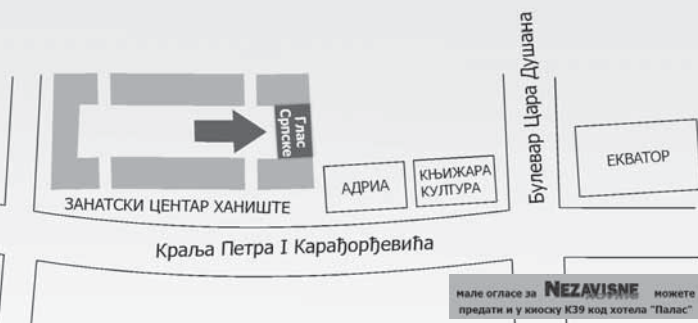 Булевар Цара Душана
Глас
Српске
ЕКВАТОР
АДРИА
КЊИЖАРА
КУЛТУРА
ЗАНАТСКИ ЦЕНТАР ХАНИШТЕ
Краља Петра I Карађорђевића
мале огласе за NEZAVISNE можете
предати и у киоску К39 код хотела "Палас"